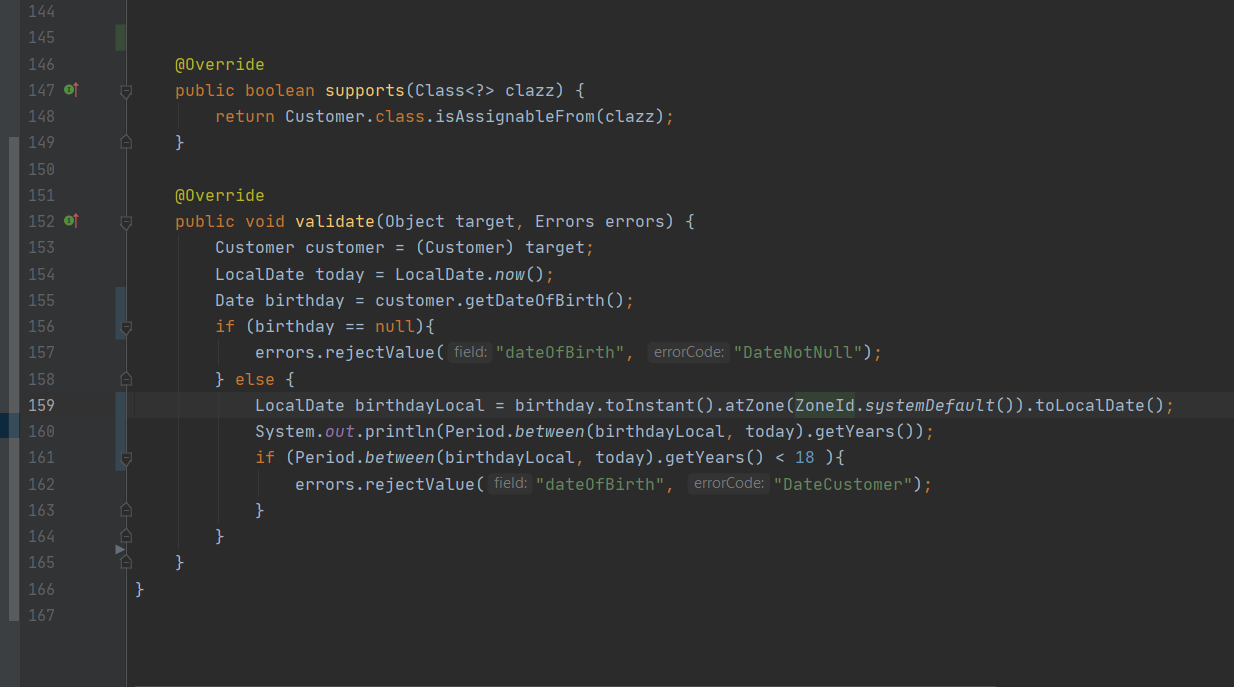 144
145
146 @Override
147 public boolean supports(Class<?> clazz) {
148 return Customer.class.isAssignableFrom(clazz);
149 }
150
151 @Override
152 public void validate(Object target, Errors errors) {
153 Customer customer = (Customer) target;
154 LocalDate today = LocalDate.now();
155 Date birthday = customer.getDateOfBirth();
156 if (birthday == null){
157 errors.rejectValue( field: "dateOfBirth", errorCode: "DateNotNull");
158 } else {
159 LocalDate birthdayLocal = birthday.toInstant().atZone(ZoneId.systemDefault()).toLocalDate();
160 System.out.println(Period.between(birthdayLocal, today).getYears());
161 if (Period.between(birthdayLocal, today).getYears() < 18 ){
162 errors.rejectValue( field: "dateOfBirth", errorCode: "DateCustomer");
163 }
164 }
165 }
166 }
167